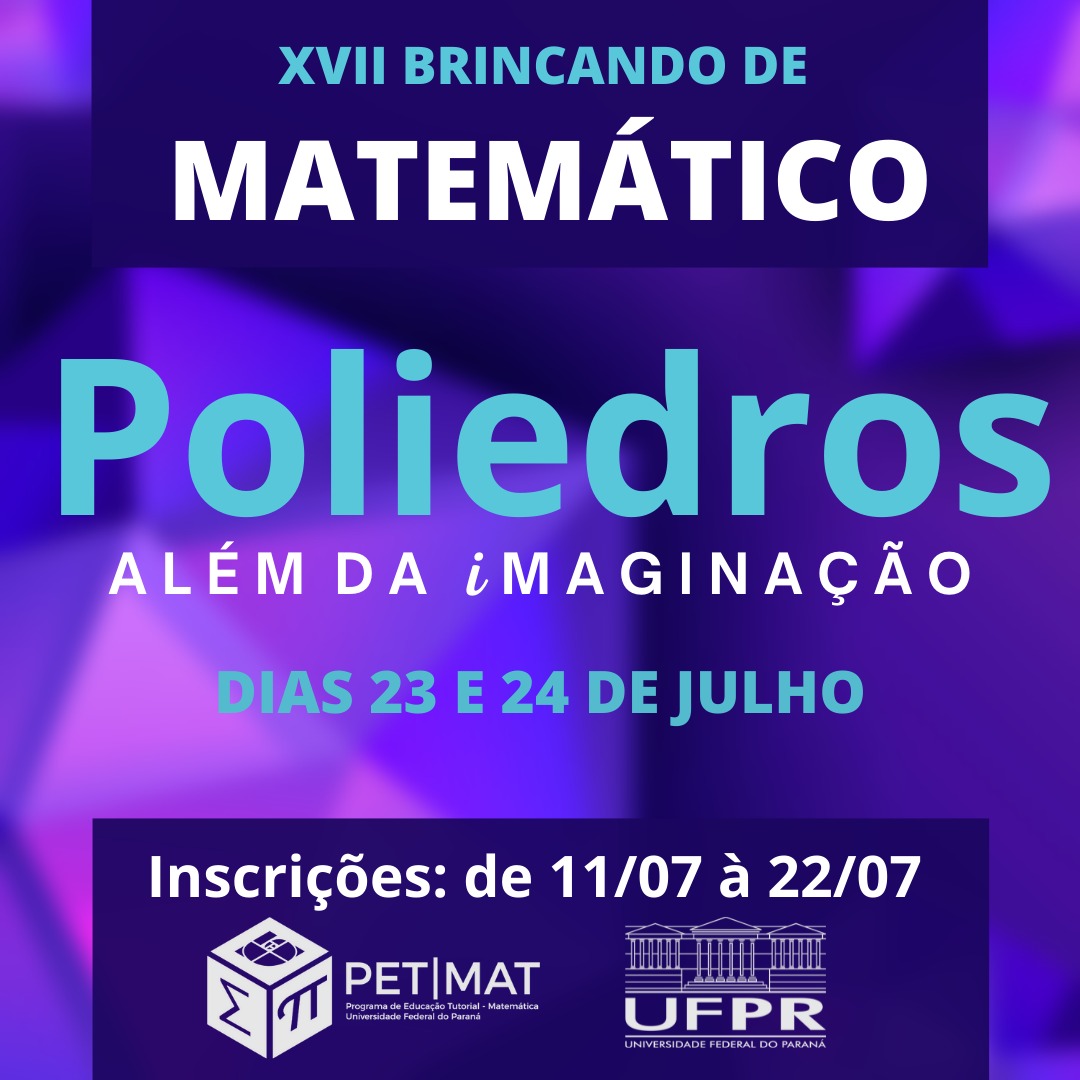 XVII BRINCANDO DE
MATEMÁTICO
Poliedros
ALÉM DA iMAGINAÇÃO
DIAS 23 E 24 DE JULHO
Inscrições: de 11/07 à 22/07
Σ π
PET|MAT
Programa de Educação Tutorial - Matemática
Universidade Federal do Paraná
UFPR
UNIVERSIDADE FEDERAL DO PARANÁ